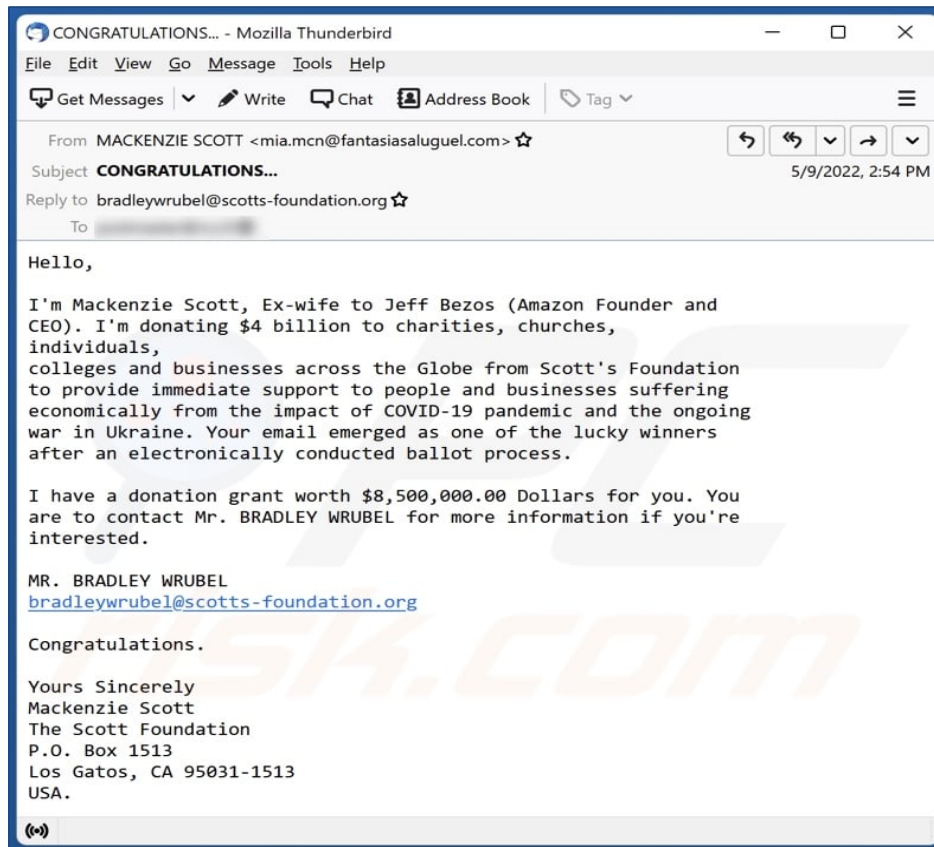 CONGRATULATIONS... - Mozilla Thunderbird
File Edit View Go Message Tools Help
Get Messages Write Chat Address Book Tag
From MACKENZIE SCOTT <mia.mcn@fantasiasaluguel.com>
Subject CONGRATULATIONS... 5/9/2022, 2:54 PM
Reply to bradleywrubel@scotts-foundation.org
To
Hello,
I'm Mackenzie Scott, Ex-wife to Jeff Bezos (Amazon Founder and
CEO). I'm donating $4 billion to charities, churches,
individuals,
colleges and businesses across the Globe from Scott's Foundation
to provide immediate support to people and businesses suffering
economically from the impact of COVID-19 pandemic and the ongoing
war in Ukraine. Your email emerged as one of the lucky winners
after an electronically conducted ballot process.
I have a donation grant worth $8,500,000.00 Dollars for you. You
are to contact Mr. BRADLEY WRUBEL for more information if you're
interested.
MR. BRADLEY WRUBEL
bradleywrubel@scotts-foundation.org
Congratulations.
Yours Sincerely
Mackenzie Scott
The Scott Foundation
P.O. Box 1513
Los Gatos, CA 95031-1513
USA.
PC
risk.com